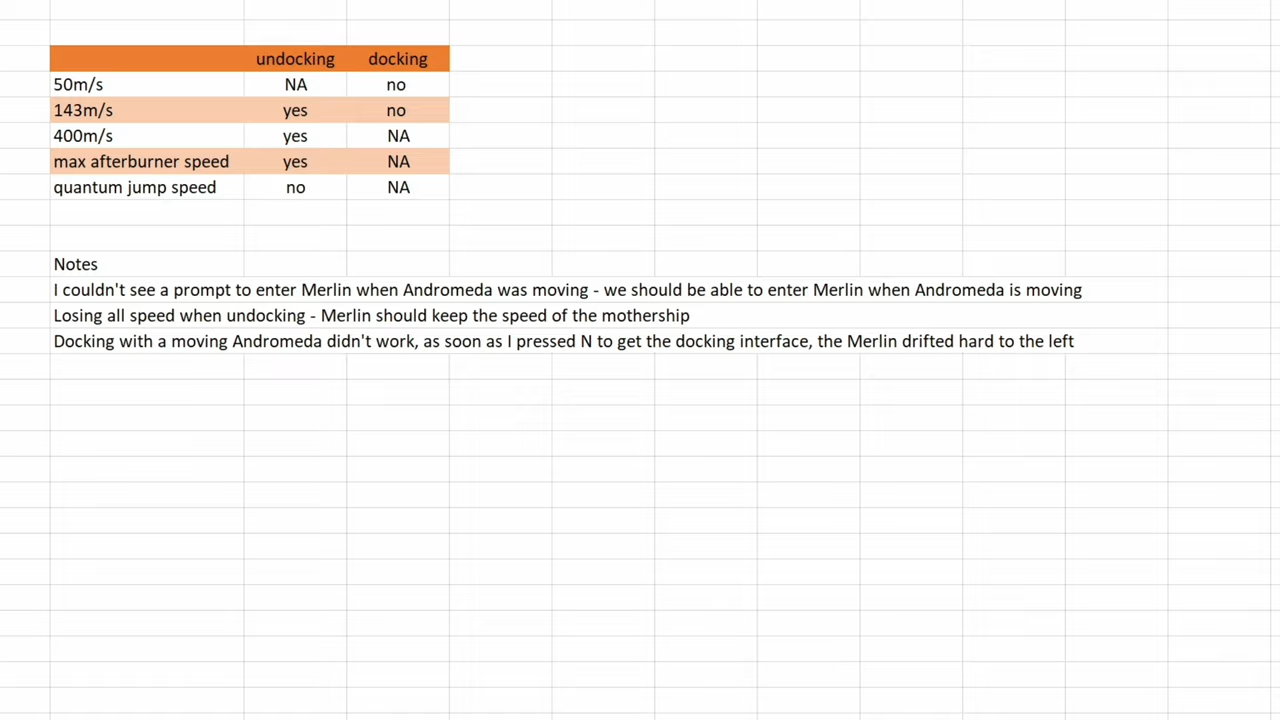 undocking docking
50m/s NA no
143m/s yes no
400m/s yes NA
max afterburner speed yes NA
quantum jump speed no NA
Notes
I couldn't see a prompt to enter Merlin when Andromeda was moving - we should be able to enter Merlin when Andromeda is moving
Losing all speed when undocking - Merlin should keep the speed of the mothership
Docking with a moving Andromeda didn't work, as soon as I pressed N to get the docking interface, the Merlin drifted hard to the left